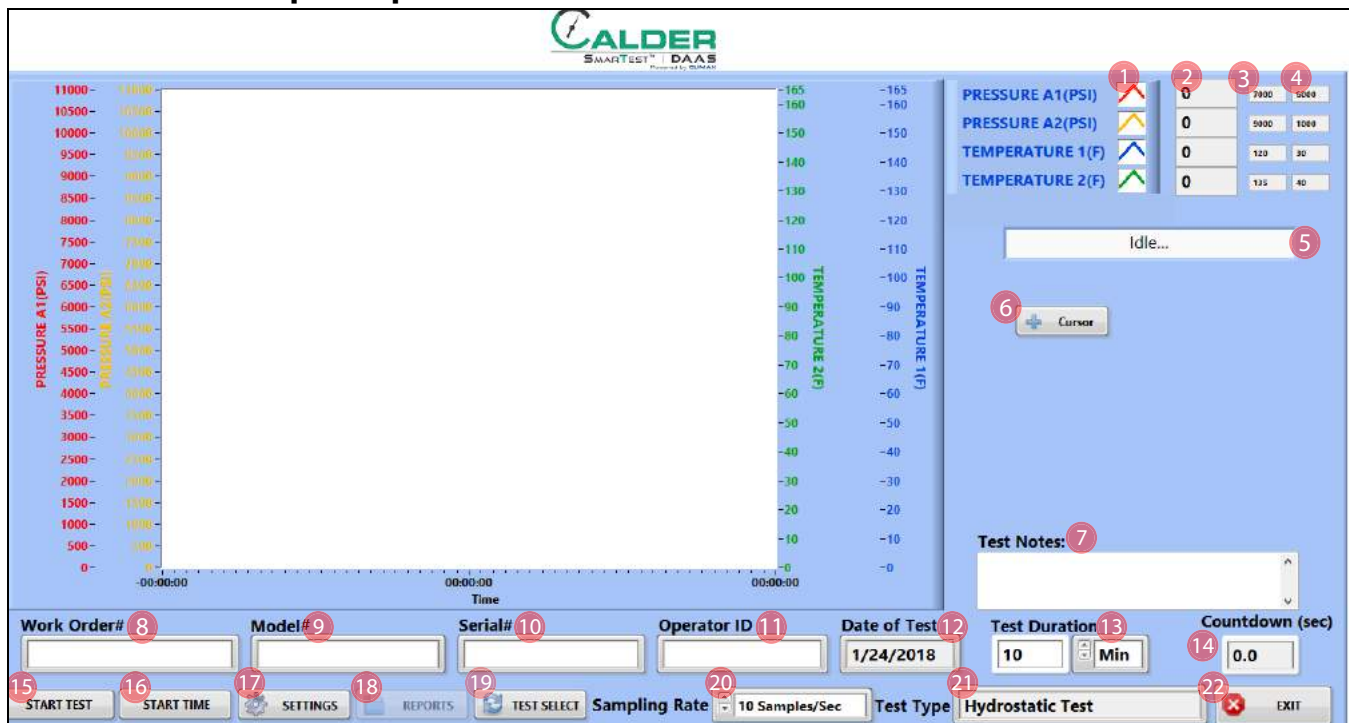 CALDER
SMARTEST™ | DAAS
Powered by SUMAK
11000
10500
10000
9500
9000
8500
8000
7500
7000
6500
6000
5500
5000
4500
4000
3500
3000
2500
2000
1500
1000
500
0
PRESSURE A1(PSI)
PRESSURE A2(PSI)
165
160
150
140
130
120
110
100
90
80
70
60
50
40
30
20
10
0
TEMPERATURE 2(F)
-165
-160
-150
-140
-130
-120
-110
-100
-90
-80
-70
-60
-50
-40
-30
-20
-10
-0
TEMPERATURE 1(F)
-00:00:00 00:00:00 00:00:00
Time
1 2 3 4
PRESSURE A1(PSI) 0 7000 5000
PRESSURE A2(PSI) 0 9000 1000
TEMPERATURE 1(F) 0 120 30
TEMPERATURE 2(F) 0 135 40
Idle... 5
6 Cursor
Test Notes: 7
Work Order# 8 Model# 9 Serial# 10 Operator ID 11 Date of Test 12 Test Duration 13 Countdown (sec)
1/24/2018 10 Min 14 0.0
15 16 17 18 19 20 21 22
START TEST START TIME SETTINGS REPORTS TEST SELECT Sampling Rate 10 Samples/Sec Test Type Hydrostatic Test EXIT